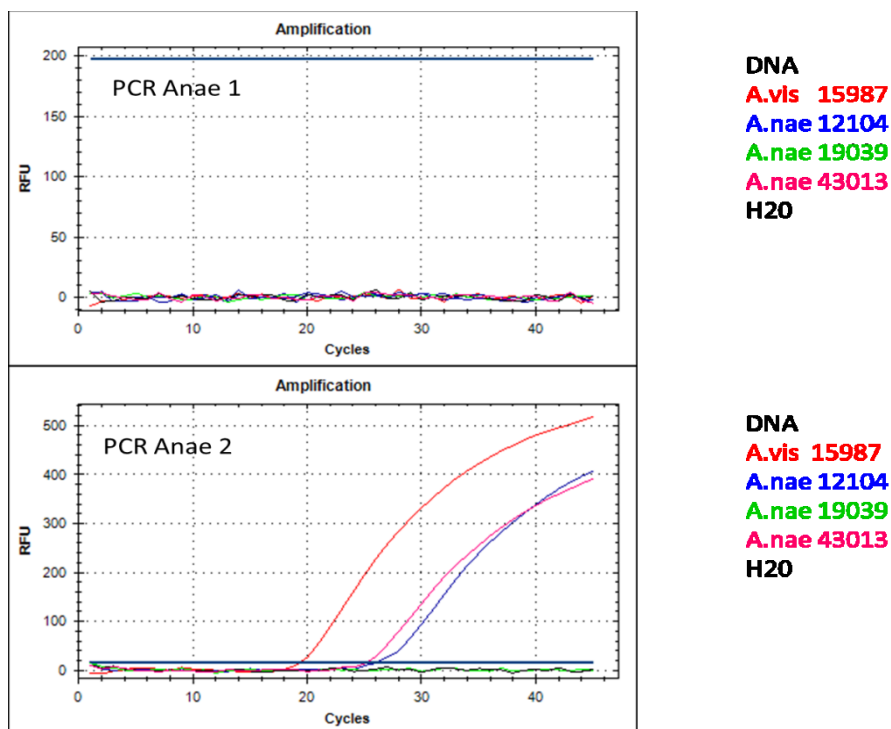 Amplification
200
PCR Anae 1
150
RFU
100
50
0
0 10 20 30 40
Cycles
DNA
A.vis 15987
A.nae 12104
A.nae 19039
A.nae 43013
H20
Amplification
500
PCR Anae 2
400
300
RFU
200
100
0
0 10 20 30 40
Cycles
DNA
A.vis 15987
A.nae 12104
A.nae 19039
A.nae 43013
H20